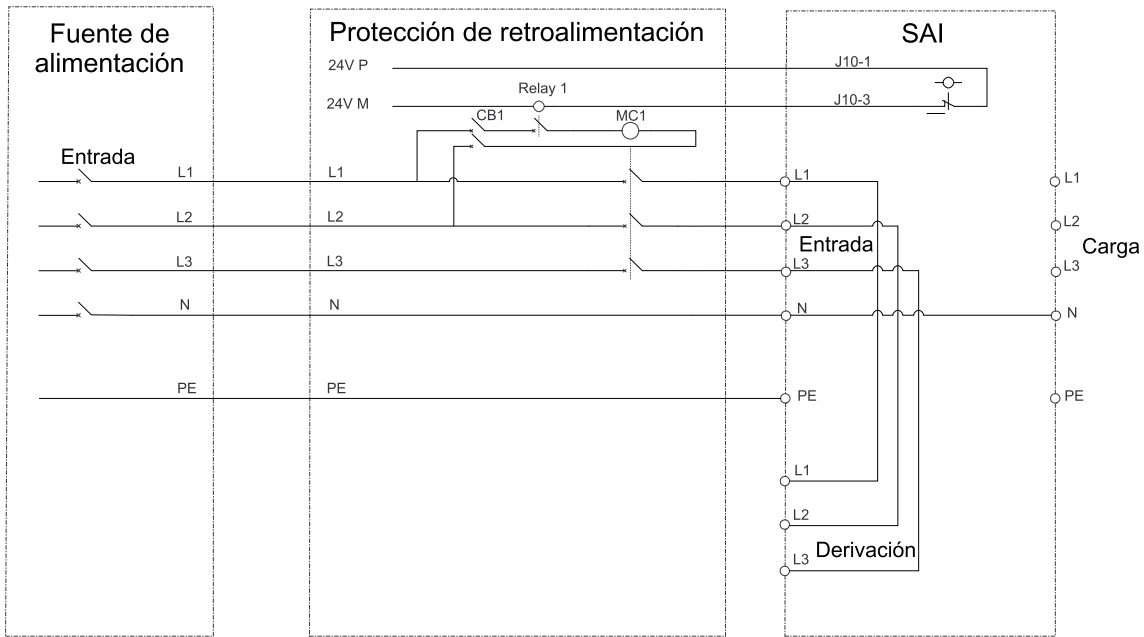 Fuente de
alimentación
Protección de retroalimentación
SAI
24V P
J10-1
24V M
Relay 1
J10-3
CB1
MC1
Entrada
L1
L1
L1
L1
L2
L2
L2
L2
Entrada
Carga
L3
L3
L3
L3
N
N
N
N
PE
PE
PE
PE
L1
L2
L3
Derivación